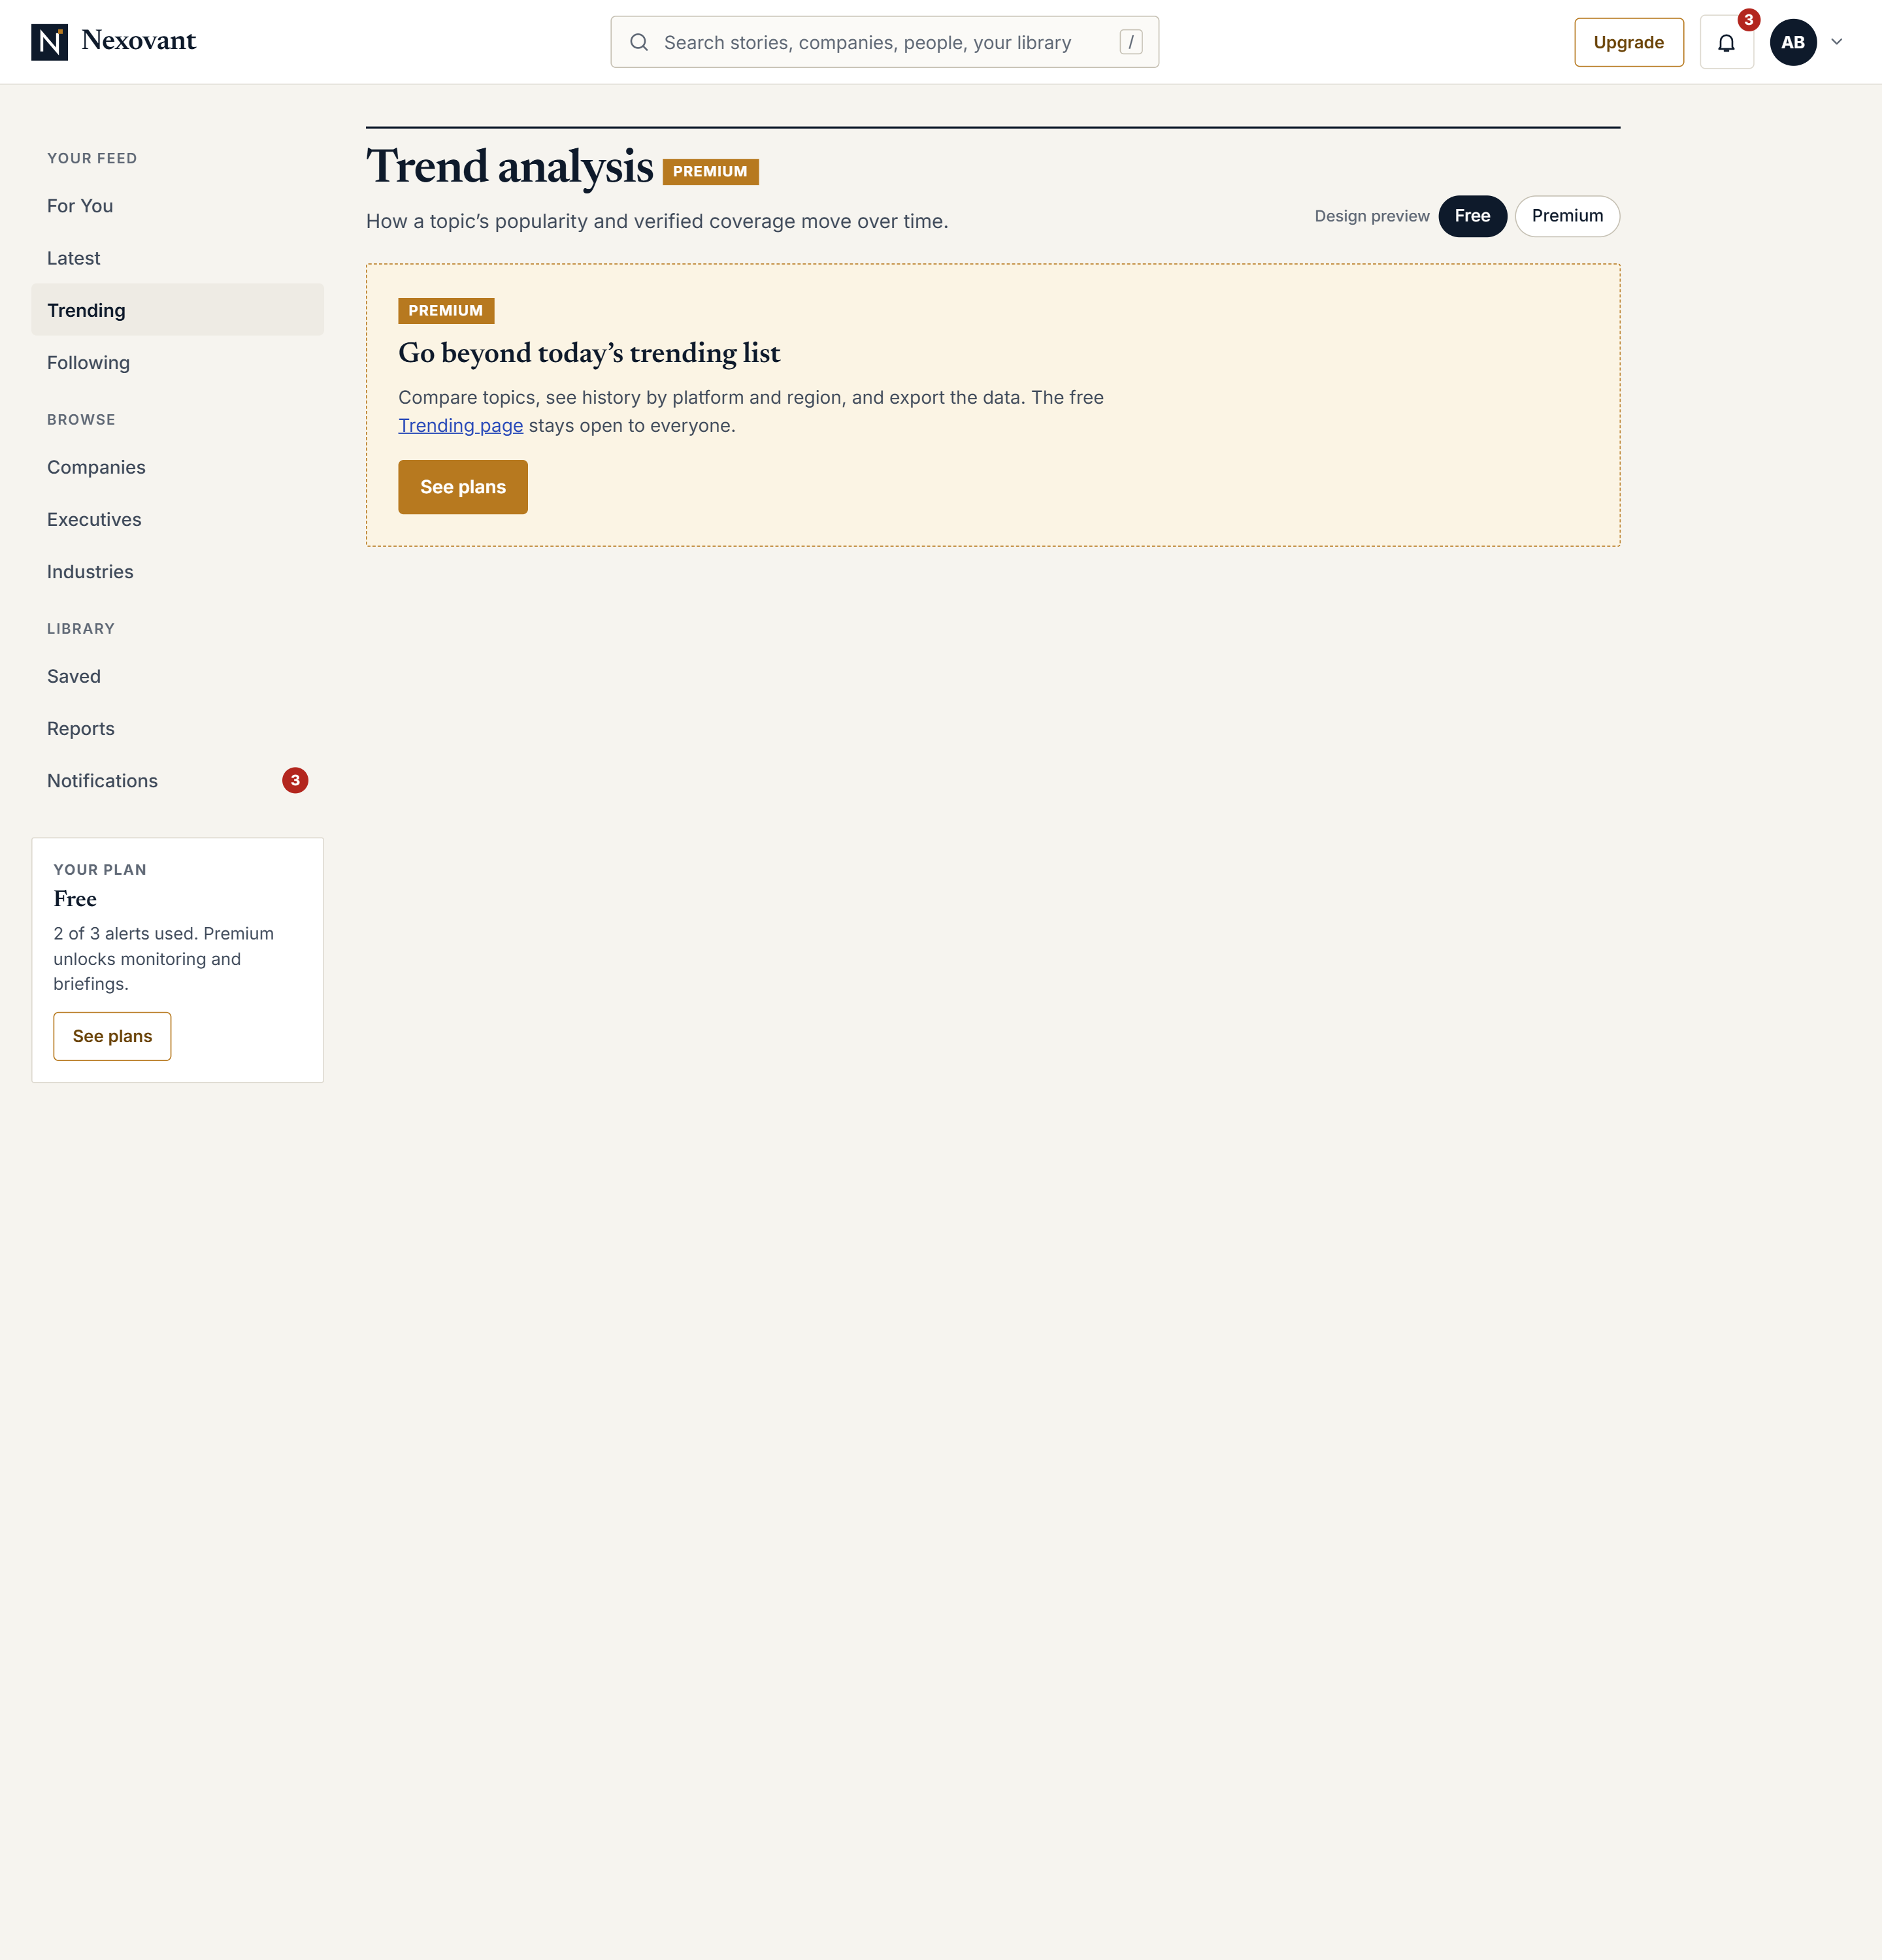 Nexovant
Search stories, companies, people, your library
/
Upgrade
3
AB
YOUR FEED
For You
Latest
Trending
Following
BROWSE
Companies
Executives
Industries
LIBRARY
Saved
Reports
Notifications
3
YOUR PLAN
Free
2 of 3 alerts used. Premium
unlocks monitoring and
briefings.
See plans
Trend analysis PREMIUM
How a topic’s popularity and verified coverage move over time.
Design preview Free Premium
PREMIUM
Go beyond today’s trending list
Compare topics, see history by platform and region, and export the data. The free
Trending page stays open to everyone.
See plans